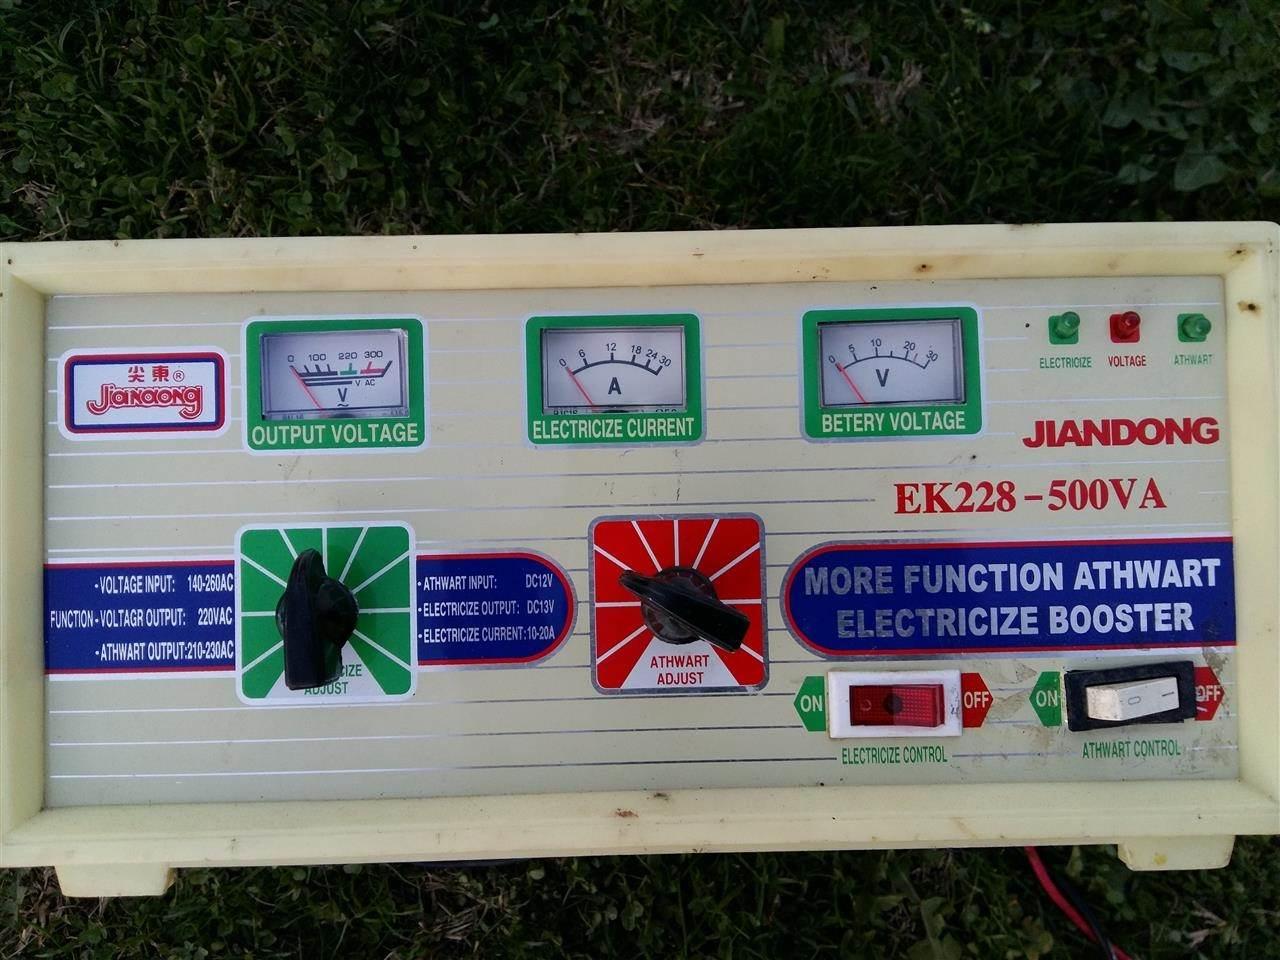 尖東®
Jiandong
0 100 220 300
V AC
V
OUTPUT VOLTAGE
0 6 12 18 24 30
A
ELECTRICIZE CURRENT
0 5 10 20 30
V
BETERY VOLTAGE
ELECTRICIZE
VOLTAGE
ATHWART
JIANDONG
EK228-500VA
FUNCTION
- VOLTAGE INPUT: 140-260AC
- VOLTAGR OUTPUT: 220VAC
• ATHWART OUTPUT:210-230AC
CIZE
ADJUST
• ATHWART INPUT: DC12V
• ELECTRICIZE OUTPUT: DC13V
• ELECTRICIZE CURRENT:10-20A
ATHWART
ADJUST
MORE FUNCTION ATHWART
ELECTRICIZE BOOSTER
ON
OFF
ELECTRICIZE CONTROL
ON
OFF
ATHWART CONTROL